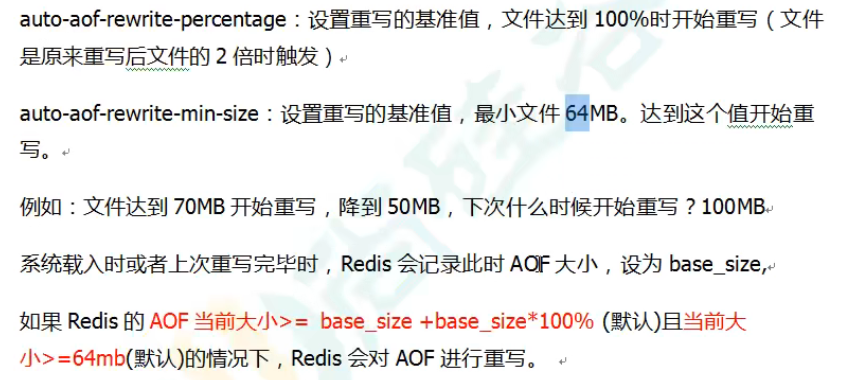 auto-aof-rewrite-percentage：设置重写的基准值，文件达到 100%时开始重写（文件
是原来重写后文件的 2 倍时触发）
auto-aof-rewrite-min-size：设置重写的基准值，最小文件 64MB。达到这个值开始重
写。
例如：文件达到 70MB 开始重写，降到 50MB，下次什么时候开始重写？100MB
系统载入时或者上次重写完毕时，Redis 会记录此时 AOF 大小，设为 base_size,
如果 Redis 的 AOF 当前大小>= base_size +base_size*100% (默认)且当前大
小>=64mb(默认)的情况下，Redis 会对 AOF 进行重写。
尚硅谷